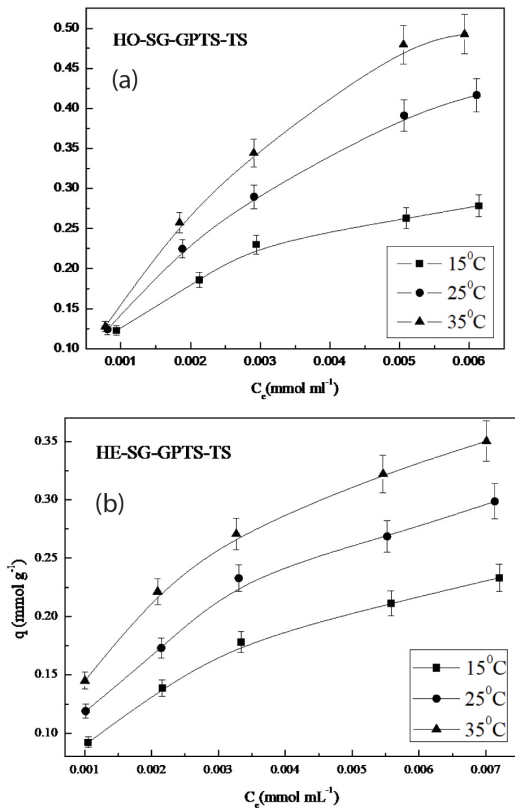 HO-SG-GPTS-TS
(a)
0.50
0.45
0.40
0.35
0.30
0.25
0.20
0.15
0.10
15⁰C
25⁰C
35⁰C
0.001 0.002 0.003 0.004 0.005 0.006
Cₑ(mmol ml⁻¹)
HE-SG-GPTS-TS
(b)
0.35
0.30
0.25
0.20
0.15
0.10
q (mmol g⁻¹)
15⁰C
25⁰C
35⁰C
0.001 0.002 0.003 0.004 0.005 0.006 0.007
Cₑ(mmol mL⁻¹)